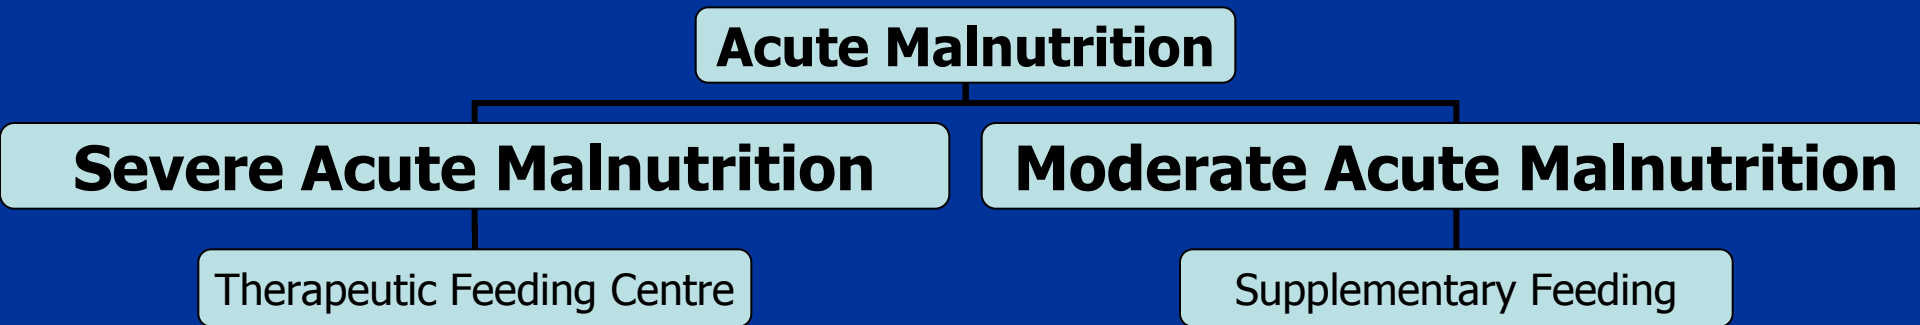 Acute Malnutrition
Severe Acute Malnutrition
Moderate Acute Malnutrition
Therapeutic Feeding Centre
Supplementary Feeding